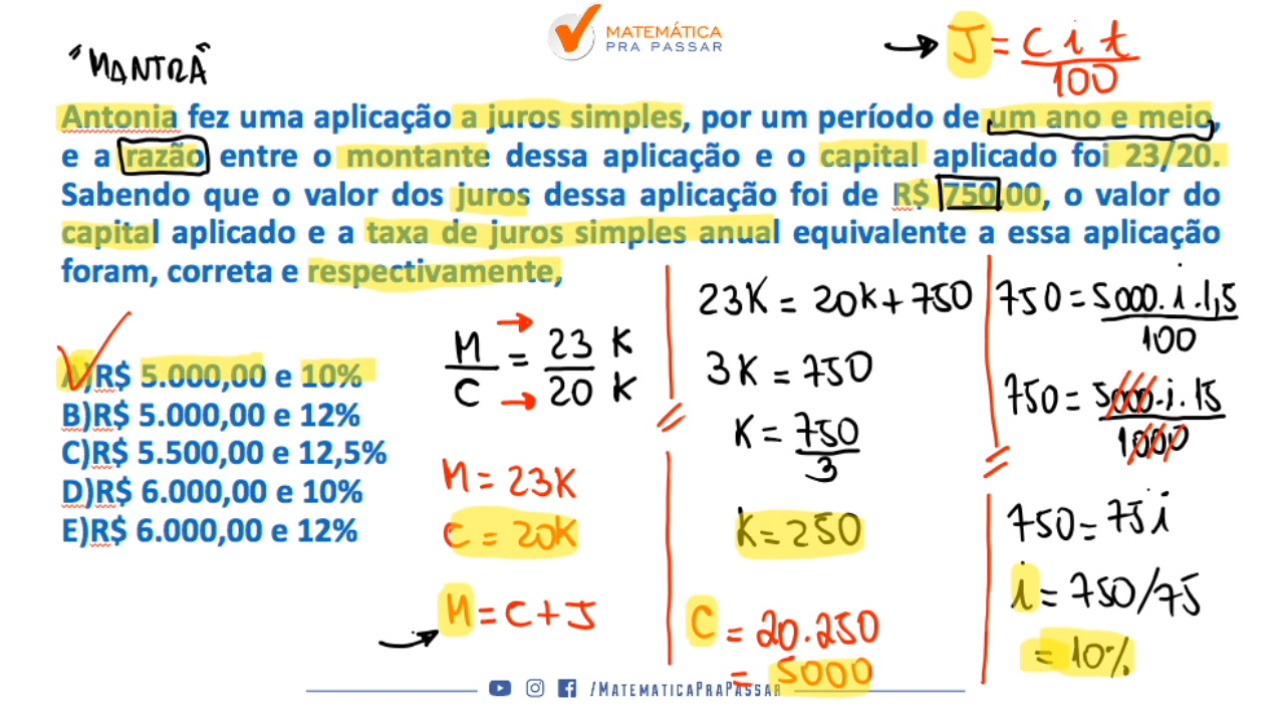 MATEMÁTICA
PRA PASSAR
"MANTRA"
J = c i t / 100
Antonia fez uma aplicação a juros simples, por um período de um ano e meio,
e a razão entre o montante dessa aplicação e o capital aplicado foi 23/20.
Sabendo que o valor dos juros dessa aplicação foi de R$ 750,00, o valor do
capital aplicado e a taxa de juros simples anual equivalente a essa aplicação
foram, correta e respectivamente,
A)R$ 5.000,00 e 10%
B)R$ 5.000,00 e 12%
C)R$ 5.500,00 e 12,5%
D)R$ 6.000,00 e 10%
E)R$ 6.000,00 e 12%
M/C = 23 K/20 K
M = 23K
C = 20K
M = C + J
23K = 20K + 750
3K = 750
K = 750/3
K = 250
C = 20.250
= 5000
750 = 5000.i.1,5/100
750 = 5000.i.15/1000
750 = 75i
i = 750/75
= 10%
/MATEMATICAPRAPASSAR